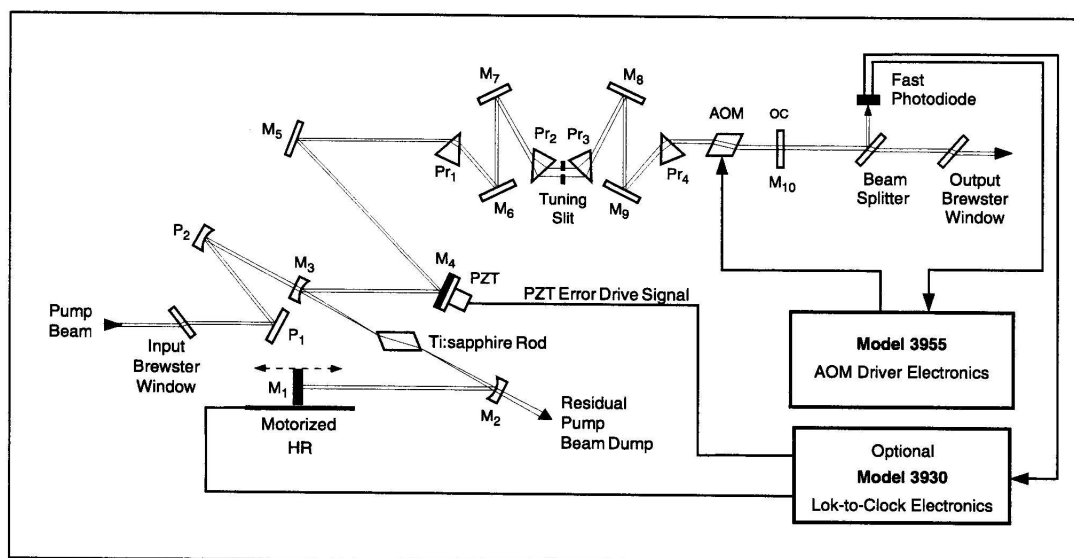 M7
M8
Fast
Photodiode
M5
Pr2
Pr3
AOM
OC
Pr1
Pr4
M6
Tuning
Slit
M9
M10
Beam
Splitter
Output
Brewster
Window
P2
M3
M4
PZT
PZT Error Drive Signal
Pump
Beam
P1
Input
Brewster
Window
Ti:sapphire Rod
Model 3955
AOM Driver Electronics
M1
M2
Motorized
HR
Residual
Pump
Beam Dump
Optional
Model 3930
Lok-to-Clock Electronics